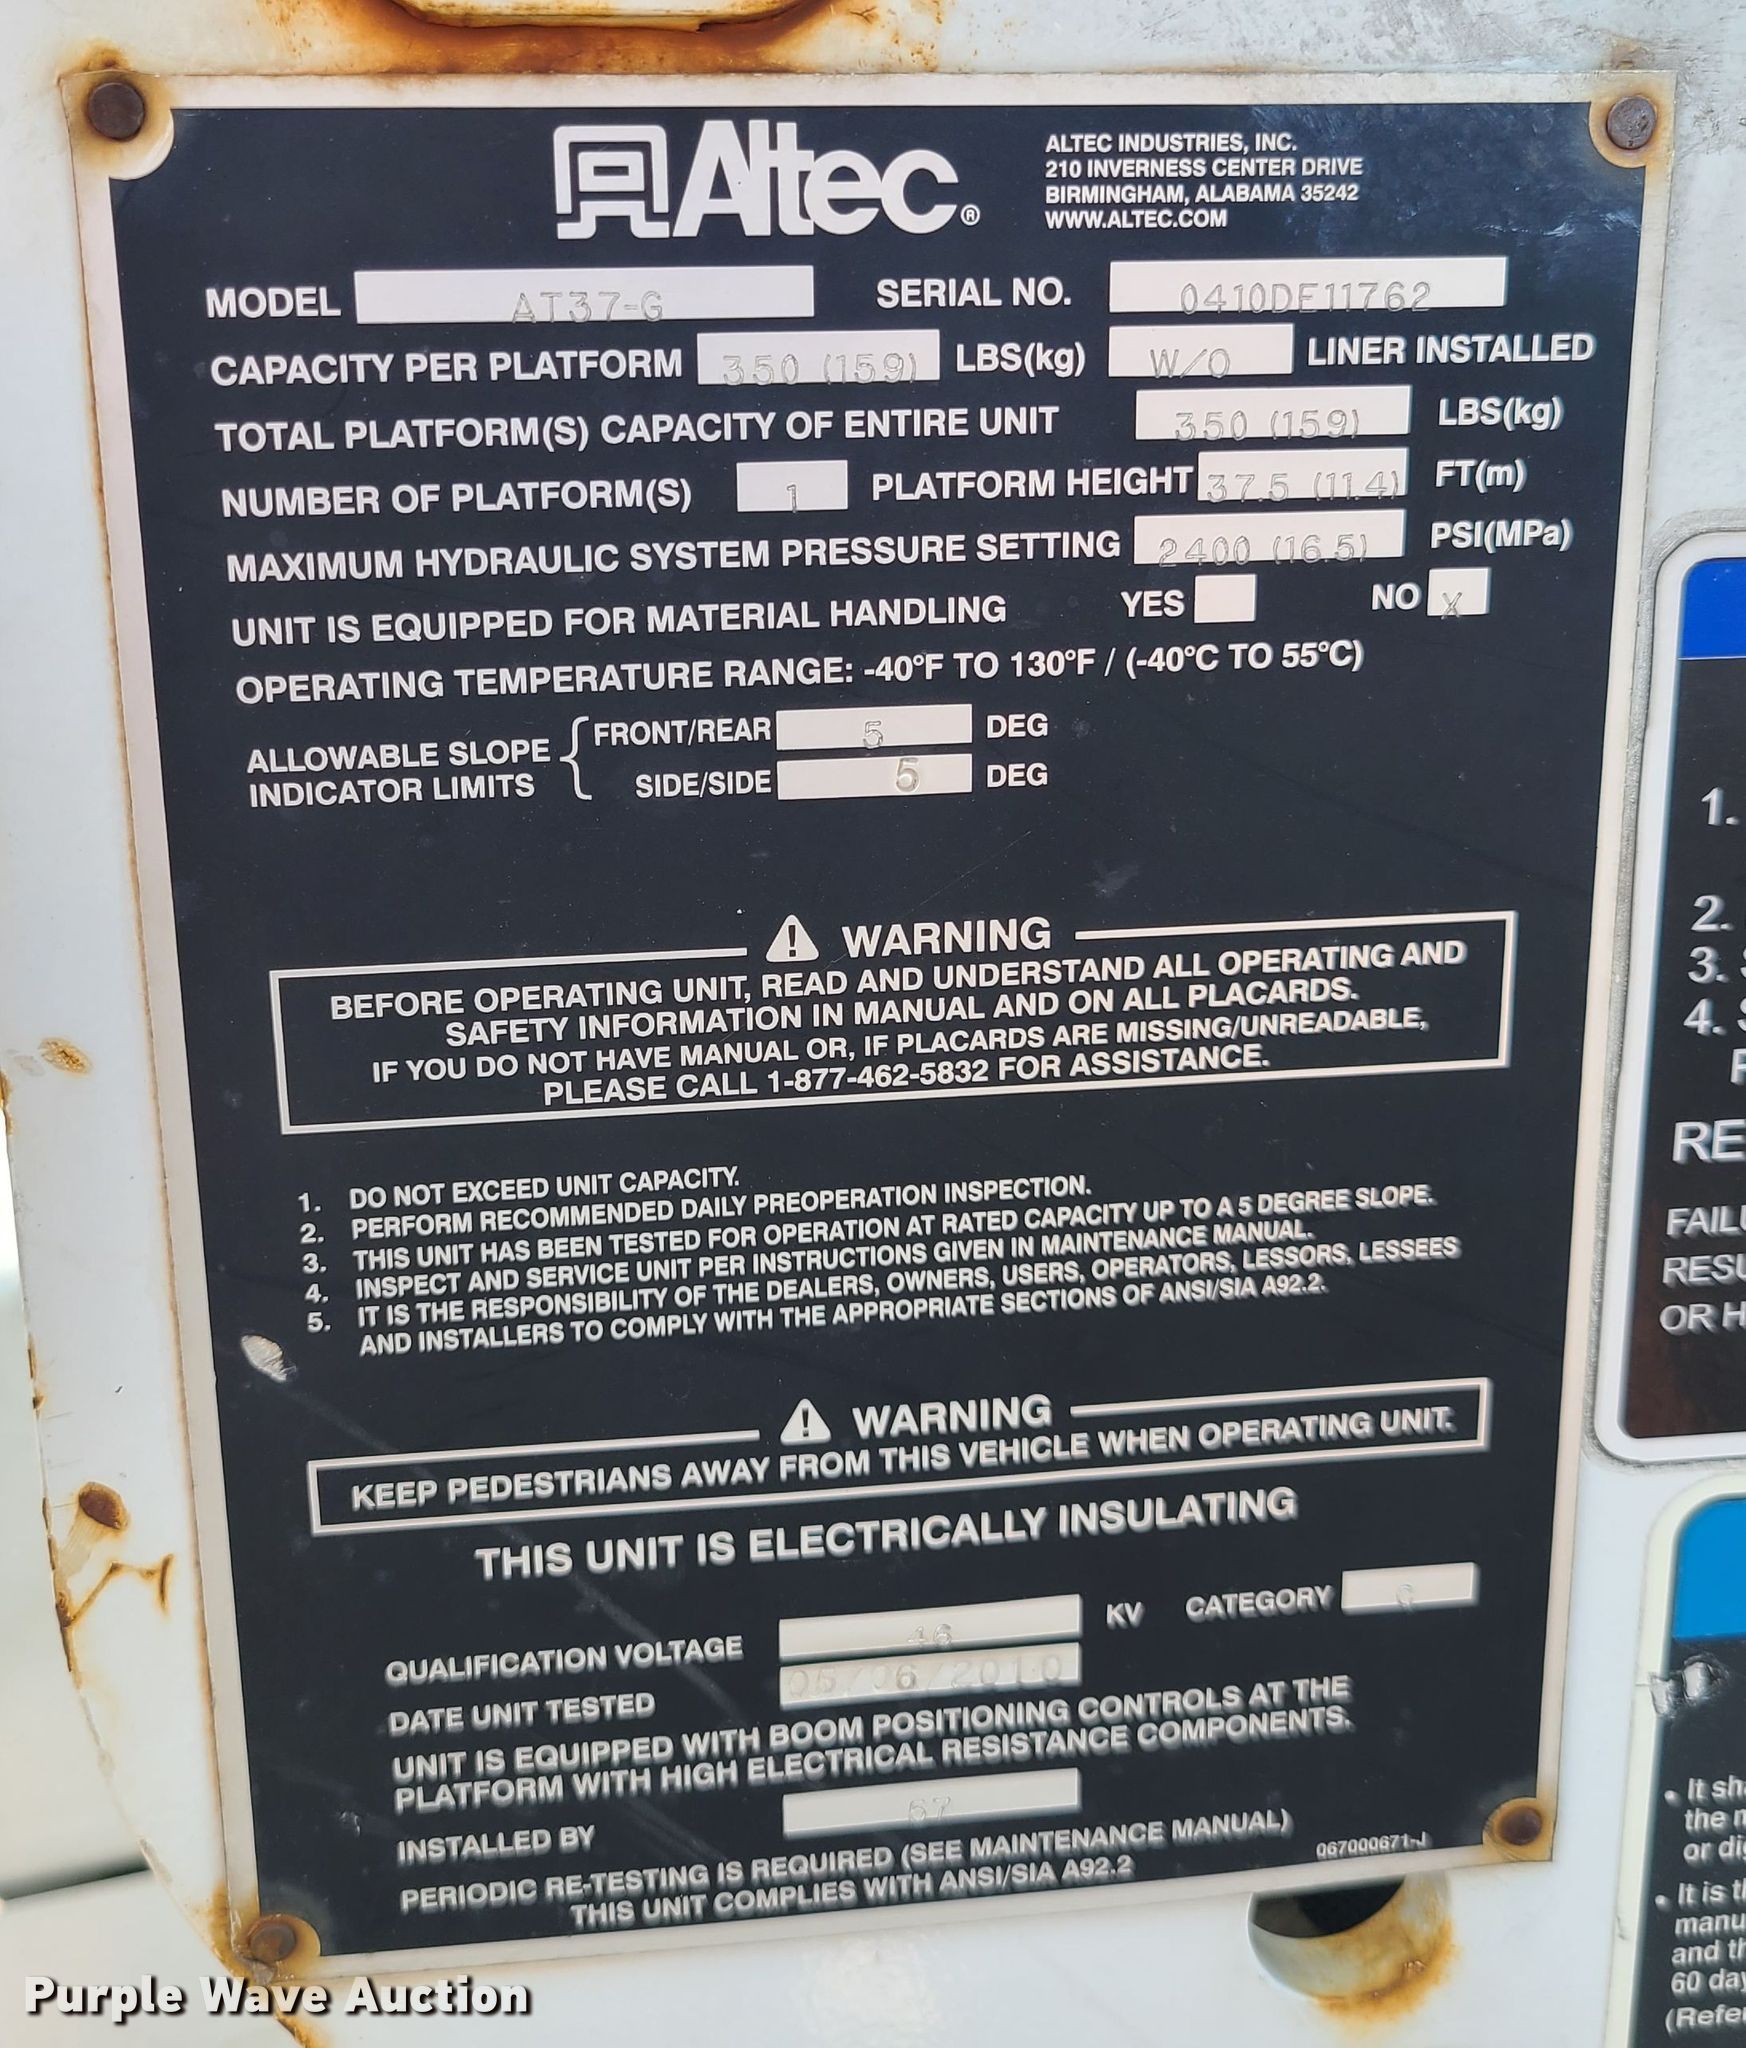 Altec®
ALTEC INDUSTRIES, INC.
210 INVERNESS CENTER DRIVE
BIRMINGHAM, ALABAMA 35242
WWW.ALTEC.COM
MODEL AT37-G SERIAL NO. 0410DE11762
CAPACITY PER PLATFORM 350 (159) LBS(kg) W/O LINER INSTALLED
TOTAL PLATFORM(S) CAPACITY OF ENTIRE UNIT 350 (159) LBS(kg)
NUMBER OF PLATFORM(S) 1 PLATFORM HEIGHT 37.5 (11.4) FT(m)
MAXIMUM HYDRAULIC SYSTEM PRESSURE SETTING 2400 (16.5) PSI(MPa)
UNIT IS EQUIPPED FOR MATERIAL HANDLING YES NO X
OPERATING TEMPERATURE RANGE: -40°F TO 130°F / (-40°C TO 55°C)
ALLOWABLE SLOPE INDICATOR LIMITS
FRONT/REAR 5 DEG
SIDE/SIDE 5 DEG
WARNING
BEFORE OPERATING UNIT, READ AND UNDERSTAND ALL OPERATING AND
SAFETY INFORMATION IN MANUAL AND ON ALL PLACARDS.
IF YOU DO NOT HAVE MANUAL OR, IF PLACARDS ARE MISSING/UNREADABLE,
PLEASE CALL 1-877-462-5832 FOR ASSISTANCE.
1. DO NOT EXCEED UNIT CAPACITY.
2. PERFORM RECOMMENDED DAILY PREOPERATION INSPECTION.
3. THIS UNIT HAS BEEN TESTED FOR OPERATION AT RATED CAPACITY UP TO A 5 DEGREE SLOPE.
4. INSPECT AND SERVICE UNIT PER INSTRUCTIONS GIVEN IN MAINTENANCE MANUAL.
5. IT IS THE RESPONSIBILITY OF THE DEALERS, OWNERS, USERS, OPERATORS, LESSORS, LESSEES
AND INSTALLERS TO COMPLY WITH THE APPROPRIATE SECTIONS OF ANSI/SIA A92.2.
WARNING
KEEP PEDESTRIANS AWAY FROM THIS VEHICLE WHEN OPERATING UNIT.
THIS UNIT IS ELECTRICALLY INSULATING
QUALIFICATION VOLTAGE 46 KV CATEGORY C
DATE UNIT TESTED 05/06/2010
UNIT IS EQUIPPED WITH BOOM POSITIONING CONTROLS AT THE
PLATFORM WITH HIGH ELECTRICAL RESISTANCE COMPONENTS.
INSTALLED BY 67
PERIODIC RE-TESTING IS REQUIRED (SEE MAINTENANCE MANUAL)
THIS UNIT COMPLIES WITH ANSI/SIA A92.2
067000671-J
1.
2.
3.
4.
RE
OR H
• It
the
or
• It is
and
60
Purple Wave Auction